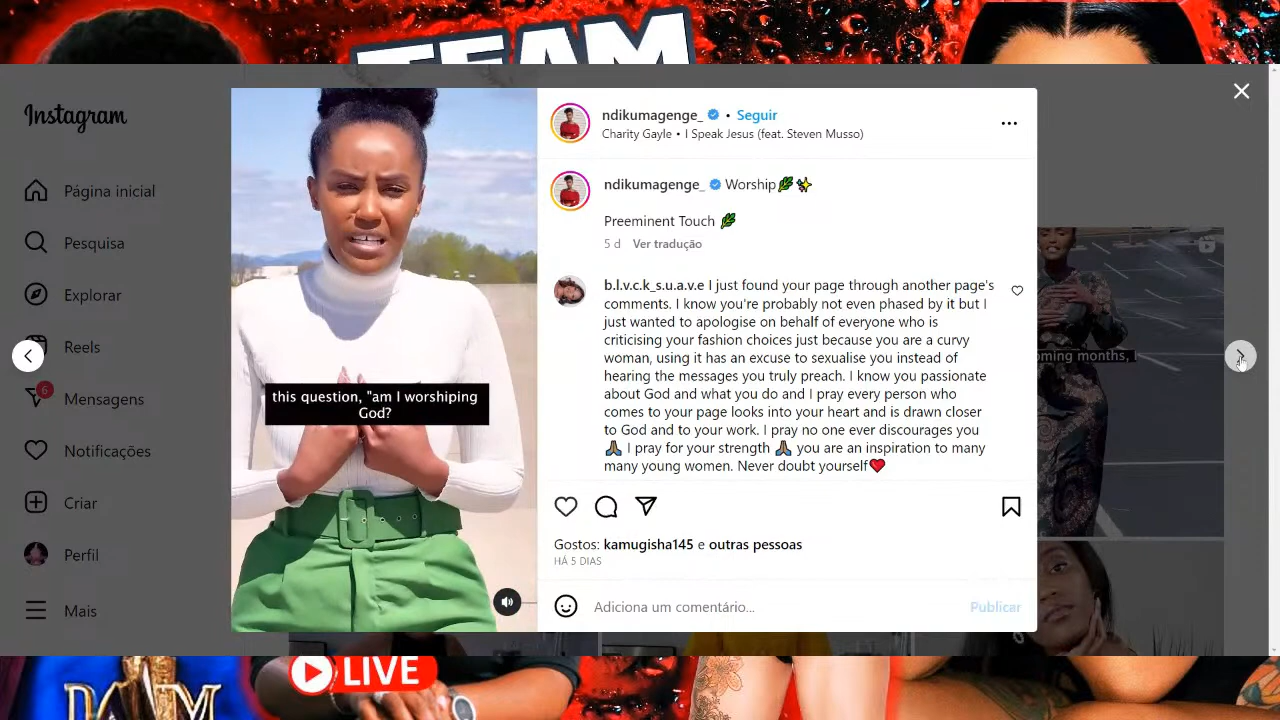 TEAM
Instagram
Página inicial
Pesquisa
Explorar
Reels
6
Mensagens
Notificações
Criar
Perfil
Mais
this question, "am I worshiping
God?
ndikumagenge_ • Seguir
Charity Gayle • I Speak Jesus (feat. Steven Musso)
ndikumagenge_ Worship🌿✨
Preeminent Touch 🌿
5 d Ver tradução
b.l.v.c.k_s.u.a.v.e I just found your page through another page's
comments. I know you're probably not even phased by it but I
just wanted to apologise on behalf of everyone who is
criticising your fashion choices just because you are a curvy
woman, using it has an excuse to sexualise you instead of
hearing the messages you truly preach. I know you passionate
about God and what you do and I pray every person who
comes to your page looks into your heart and is drawn closer
to God and to your work. I pray no one ever discourages you
🙏🏽 I pray for your strength 🙏🏽 you are an inspiration to many
many young women. Never doubt yourself❤️
Gostos: kamugisha145 e outras pessoas
HÁ 5 DIAS
Adiciona um comentário...
Publicar
oming months, I
LIVE